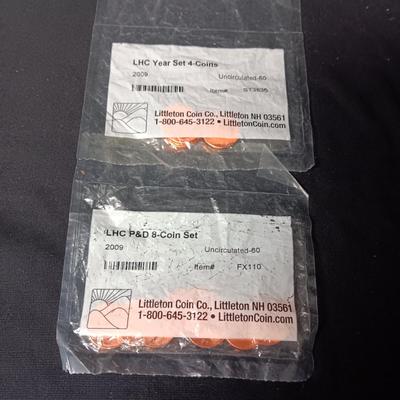 LHC Year Set 4-Coins
2009 Uncirculated-60
Item# ST3635
Littleton Coin Co., Littleton NH 03561
1-800-645-3122 • LittletonCoin.com
LHC P&D 8-Coin Set
2009 Uncirculated-60
Item# FX110
Littleton Coin Co., Littleton NH 03561
1-800-645-3122 • LittletonCoin.com